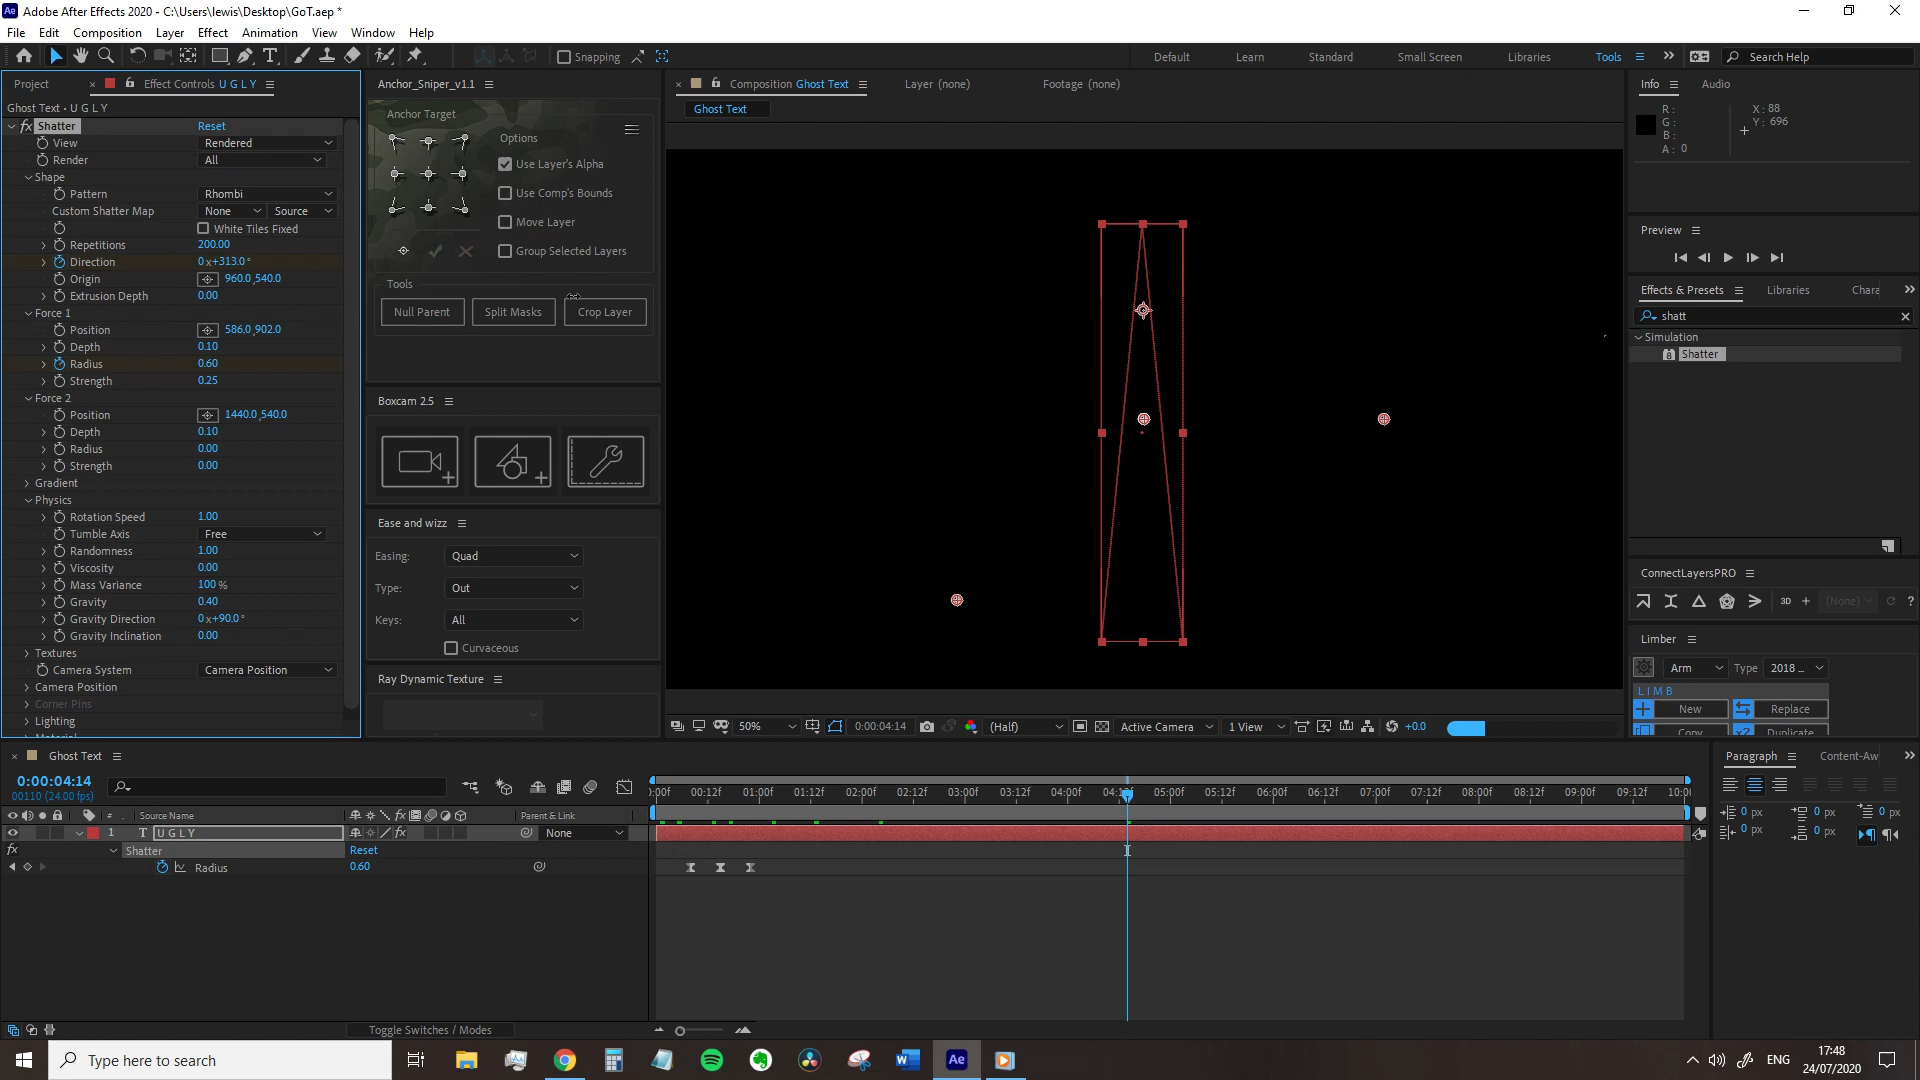 Adobe After Effects 2020 - C:\Users\lewis\Desktop\GoT.aep *
File Edit Composition Layer Effect Animation View Window Help
Snapping
Default Learn Standard Small Screen Libraries Tools
Search Help
Project Effect Controls U G L Y
Ghost Text • U G L Y
Shatter Reset
View Rendered
Render All
Shape
Pattern Rhombi
Custom Shatter Map None Source
White Tiles Fixed
Repetitions 200.00
Direction 0x+313.0°
Origin 960.0,540.0
Extrusion Depth 0.00
Force 1
Position 586.0,902.0
Depth 0.10
Radius 0.60
Strength 0.25
Force 2
Position 1440.0,540.0
Depth 0.10
Radius 0.00
Strength 0.00
Gradient
Physics
Rotation Speed 1.00
Tumble Axis Free
Randomness 1.00
Viscosity 0.00
Mass Variance 100 %
Gravity 0.40
Gravity Direction 0x+90.0°
Gravity Inclination 0.00
Textures
Camera System Camera Position
Camera Position
Corner Pins
Lighting
Material
Anchor_Sniper_v1.1
Anchor Target
Options
Use Layer's Alpha
Use Comp's Bounds
Move Layer
Group Selected Layers
Tools
Null Parent Split Masks Crop Layer
Boxcam 2.5
Ease and wizz
Easing: Quad
Type: Out
Keys: All
Curvaceous
Ray Dynamic Texture
Composition Ghost Text Layer (none) Footage (none)
Ghost Text
50% 0:00:04:14 (Half) Active Camera 1 View +0.0
Info Audio
R: X: 88
G: Y: 696
B:
A: 0
Preview
Effects & Presets Libraries Chara
shatt
Simulation
Shatter
ConnectLayersPRO
3D + (None) ?
Limber
Arm Type 2018 ...
LIMB
New Replace
Copy Duplicate
Paragraph Content-Aw
0 px 0 px 0 px
0 px 0 px
Ghost Text
0:00:04:14
00110 (24.00 fps)
# Source Name Parent & Link
1 T U G L Y None
Shatter Reset
Radius 0.60
:00f 00:12f 01:00f 01:12f 02:00f 02:12f 03:00f 03:12f 04:00f 04:12f 05:00f 05:12f 06:00f 06:12f 07:00f 07:12f 08:00f 08:12f 09:00f 09:12f 10:0
Toggle Switches / Modes
Type here to search
ENG
17:48
24/07/2020